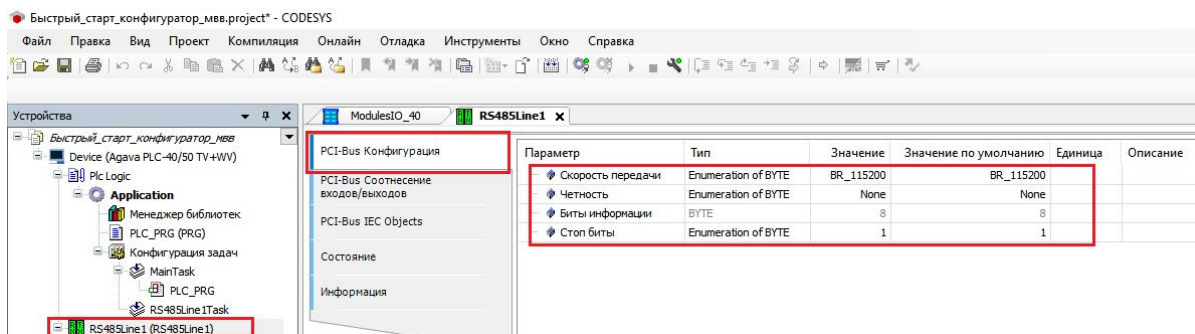 Быстрый_старт_конфигуратор_мвв.project* - CODESYS
Файл Правка Вид Проект Компиляция Онлайн Отладка Инструменты Окно Справка
Устройства
Быстрый_старт_конфигуратор_мвв
Device (Agava PLC-40/50 TV+WV)
Plc Logic
Application
Менеджер библиотек
PLC_PRG (PRG)
Конфигурация задач
MainTask
PLC_PRG
RS485Line1Task
RS485Line1 (RS485Line1)
ModulesIO_40 RS485Line1
PCI-Bus Конфигурация
PCI-Bus Соотнесение
входов/выходов
PCI-Bus IEC Objects
Состояние
Информация
Параметр Тип Значение Значение по умолчанию Единица Описание
Скорость передачи Enumeration of BYTE BR_115200 BR_115200
Четность Enumeration of BYTE None None
Биты информации BYTE 8 8
Стоп биты Enumeration of BYTE 1 1